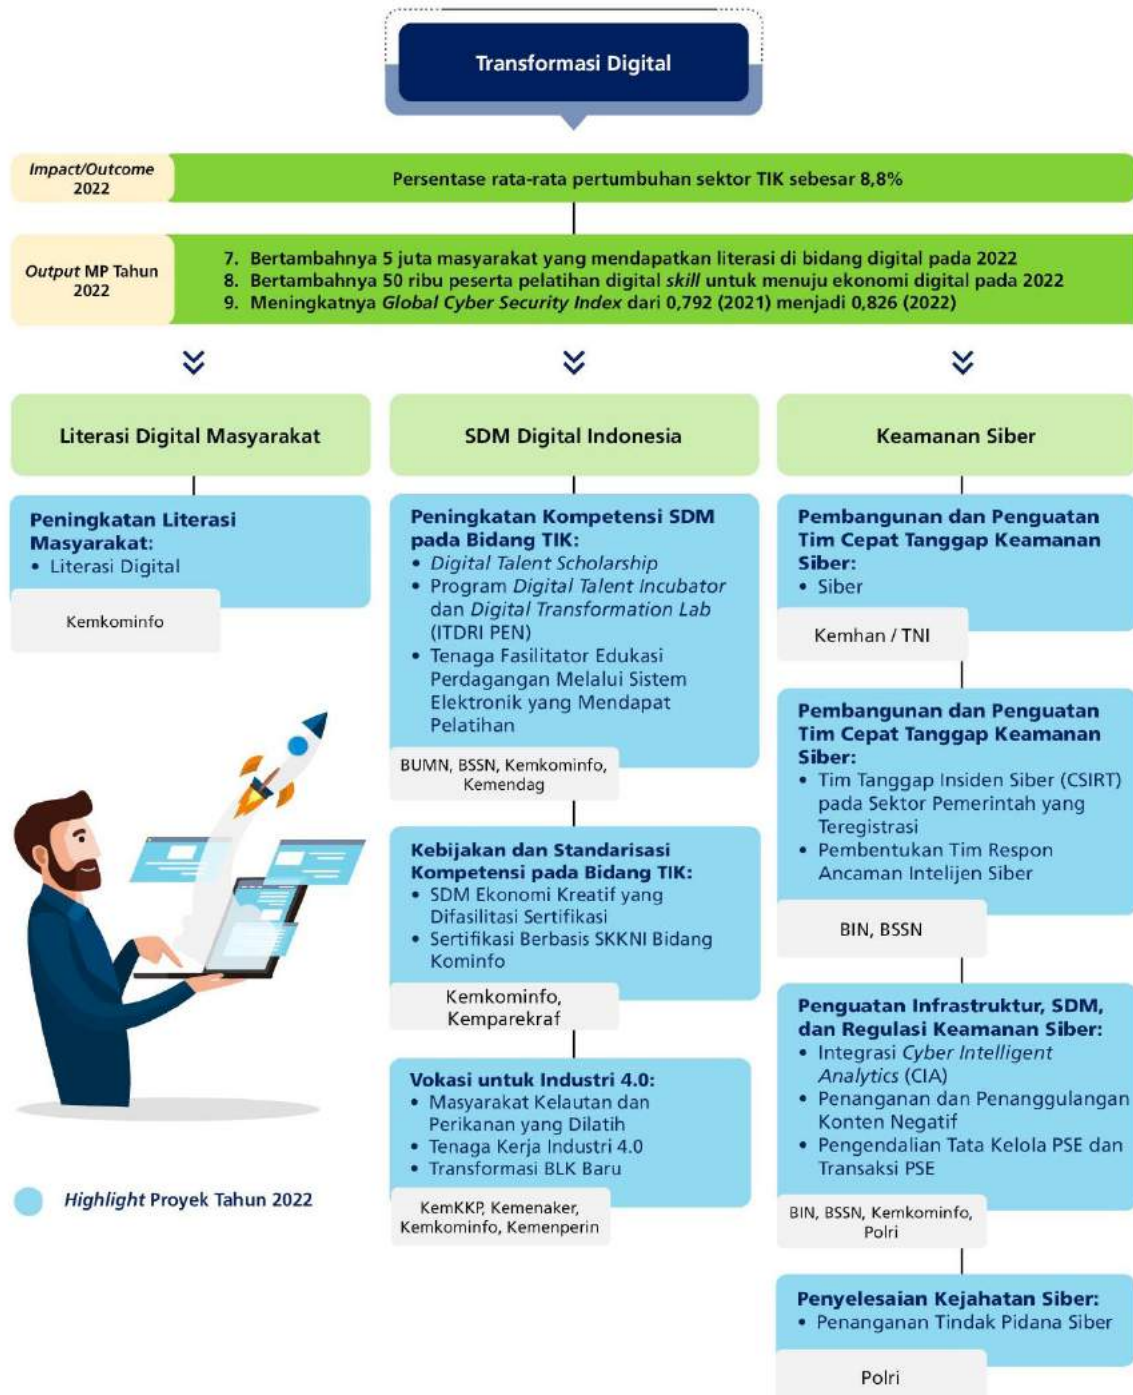 Transformasi Digital
Impact/Outcome
2022
Persentase rata-rata pertumbuhan sektor TIK sebesar 8,8%
Output MP Tahun
2022
7. Bertambahnya 5 juta masyarakat yang mendapatkan literasi di bidang digital pada 2022
8. Bertambahnya 50 ribu peserta pelatihan digital skill untuk menuju ekonomi digital pada 2022
9. Meningkatnya Global Cyber Security Index dari 0,792 (2021) menjadi 0,826 (2022)
Literasi Digital Masyarakat
Peningkatan Literasi
Masyarakat:
• Literasi Digital
Kemkominfo
SDM Digital Indonesia
Peningkatan Kompetensi SDM
pada Bidang TIK:
• Digital Talent Scholarship
• Program Digital Talent Incubator
dan Digital Transformation Lab
(ITDRI PEN)
• Tenaga Fasilitator Edukasi
Perdagangan Melalui Sistem
Elektronik yang Mendapat
Pelatihan
BUMN, BSSN, Kemkominfo,
Kemendag
Kebijakan dan Standarisasi
Kompetensi pada Bidang TIK:
• SDM Ekonomi Kreatif yang
Difasilitasi Sertifikasi
• Sertifikasi Berbasis SKKNI Bidang
Kominfo
Kemkominfo,
Kemparekraf
Vokasi untuk Industri 4.0:
• Masyarakat Kelautan dan
Perikanan yang Dilatih
• Tenaga Kerja Industri 4.0
• Transformasi BLK Baru
KemKKP, Kemenaker,
Kemkominfo, Kemenperin
Keamanan Siber
Pembangunan dan Penguatan
Tim Cepat Tanggap Keamanan
Siber:
• Siber
Kemhan / TNI
Pembangunan dan Penguatan
Tim Cepat Tanggap Keamanan
Siber:
• Tim Tanggap Insiden Siber (CSIRT)
pada Sektor Pemerintah yang
Teregistrasi
• Pembentukan Tim Respon
Ancaman Intelijen Siber
BIN, BSSN
Penguatan Infrastruktur, SDM,
dan Regulasi Keamanan Siber:
• Integrasi Cyber Intelligent
Analytics (CIA)
• Penanganan dan Penanggulangan
Konten Negatif
• Pengendalian Tata Kelola PSE dan
Transaksi PSE
BIN, BSSN, Kemkominfo,
Polri
Penyelesaian Kejahatan Siber:
• Penanganan Tindak Pidana Siber
Polri
Highlight Proyek Tahun 2022